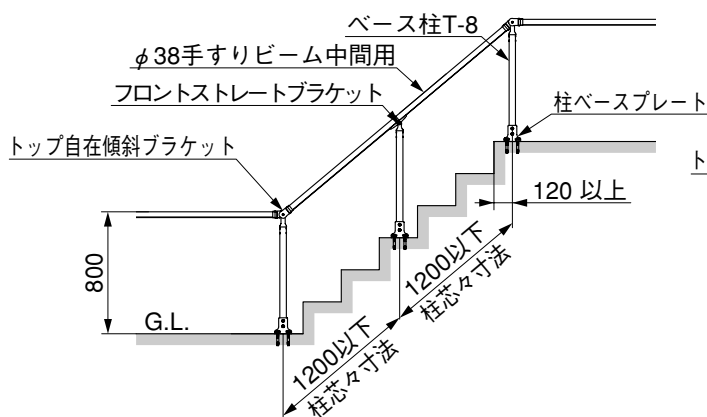 ベース柱T-8
φ38手すりビーム中間用
フロントストレートブラケット
柱ベースプレート
トップ自在傾斜ブラケット
ト
120 以上
800
1200以下
柱芯々寸法
G.L.
1200以下
柱芯々寸法